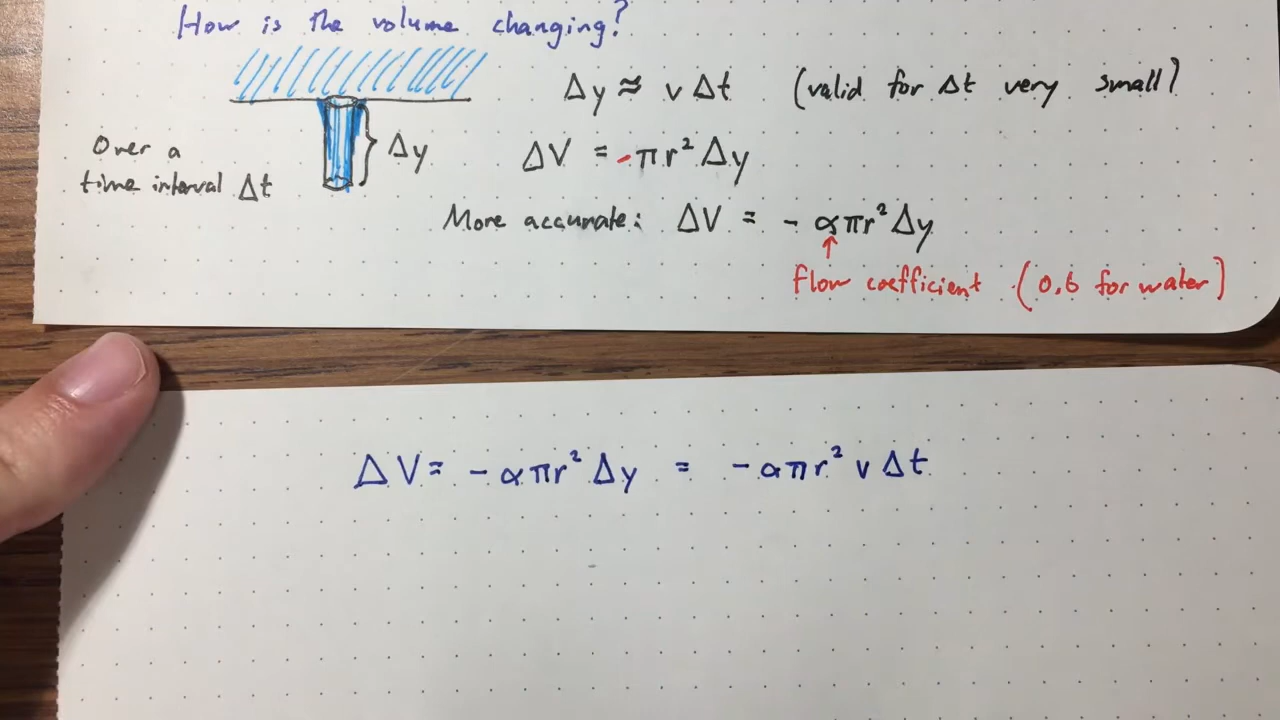 How is the volume changing?
Δy ≈ v Δt (valid for Δt very small)
Over a
time interval Δt
Δy
ΔV = -πr² Δy
More accurate: ΔV = - απr² Δy
flow coefficient (0.6 for water)
ΔV = -απr² Δy = -απr² v Δt